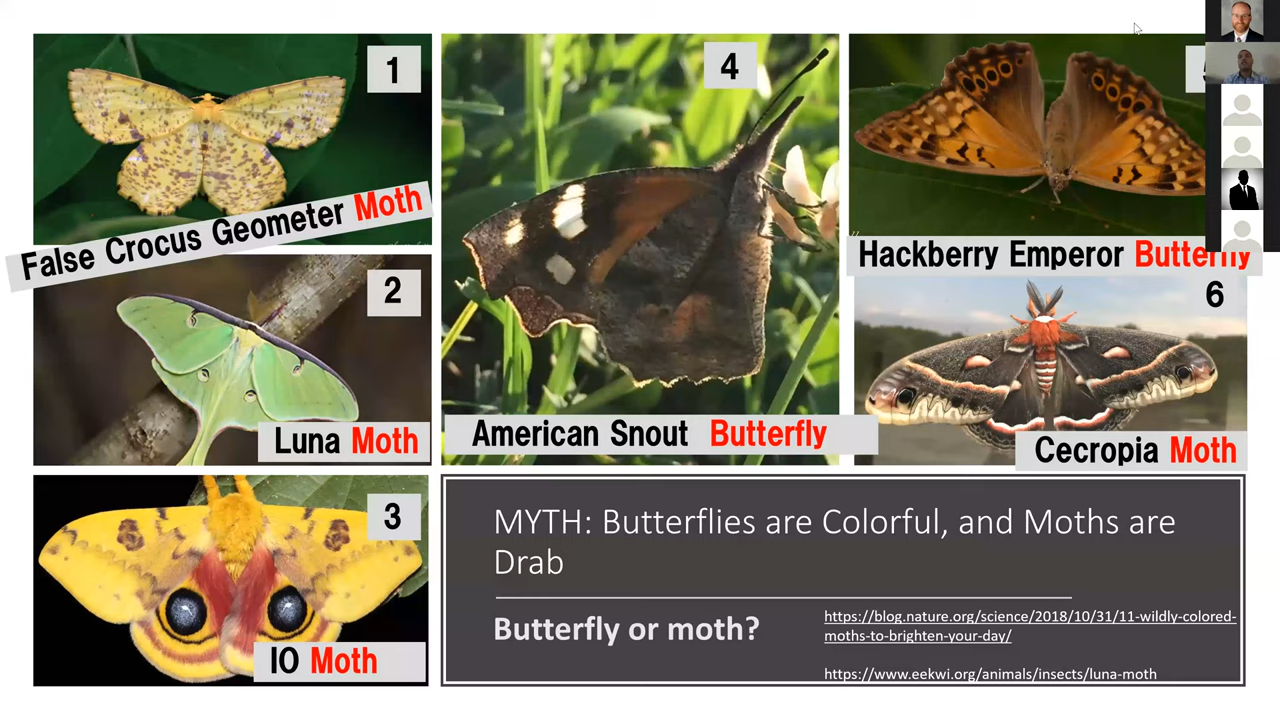 1
False Crocus Geometer Moth
2
Luna Moth
3
IO Moth
4
American Snout Butterfly
Hackberry Emperor Butterfly
6
Cecropia Moth
MYTH: Butterflies are Colorful, and Moths are
Drab
Butterfly or moth?
https://blog.nature.org/science/2018/10/31/11-wildly-colored-
moths-to-brighten-your-day/
https://www.eekwi.org/animals/insects/luna-moth